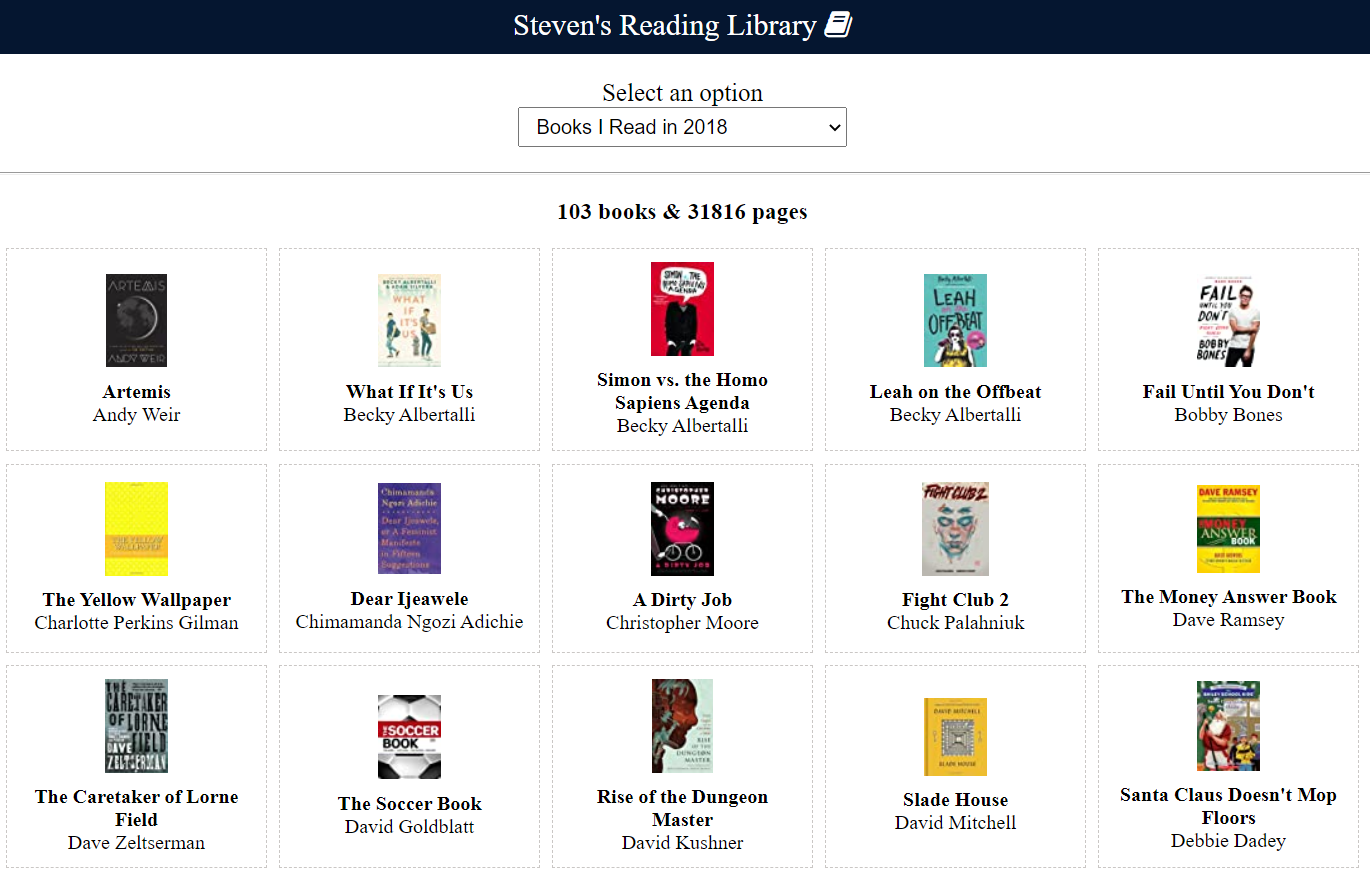 Steven's Reading Library
Select an option
Books I Read in 2018
103 books & 31816 pages
ARTEMIS
ANDY WEIR
Artemis
Andy Weir
BECKY ALBERTALLI
& ADAM SILVERA
WHAT
IF
IT'S
US
What If It's Us
Becky Albertalli
SIMON VS. THE
HOMO SAPIENS
AGENDA
Simon vs. the Homo
Sapiens Agenda
Becky Albertalli
Becky Albertalli
LEAH
on the
OFFBEAT
Leah on the Offbeat
Becky Albertalli
FAIL
UNTIL YOU
DON'T
BOBBY
BONES
Fail Until You Don't
Bobby Bones
THE YELLOW
WALLPAPER
The Yellow Wallpaper
Charlotte Perkins Gilman
Chimamanda
Ngozi Adichie
Dear Ijeawele,
or A Feminist
Manifesto
in Fifteen
Suggestions
Dear Ijeawele
Chimamanda Ngozi Adichie
CHRISTOPHER
MOORE
A DIRTY JOB
A Dirty Job
Christopher Moore
FIGHT CLUB 2
Fight Club 2
Chuck Palahniuk
DAVE RAMSEY
MONEY
ANSWER
BOOK
The Money Answer Book
Dave Ramsey
THE
CARETAKER
OF LORNE
FIELD
DAVE
ZELTSERMAN
The Caretaker of Lorne
Field
Dave Zeltserman
THE SOCCER
BOOK
The Soccer Book
David Goldblatt
RISE
OF THE
DUNGEON
MASTER
Rise of the Dungeon
Master
David Kushner
DAVID MITCHELL
SLADE HOUSE
Slade House
David Mitchell
BAILEY SCHOOL KIDS
Santa Claus Doesn't Mop
Floors
Debbie Dadey